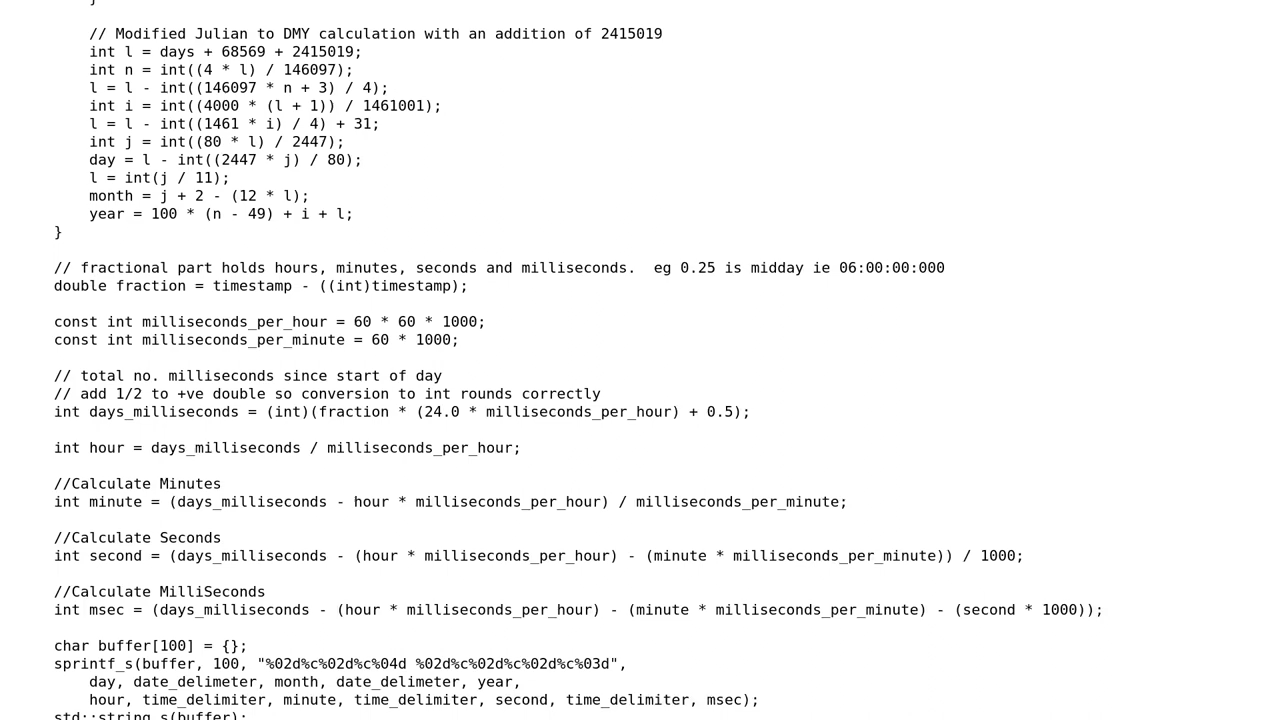 }
// Modified Julian to DMY calculation with an addition of 2415019
int l = days + 68569 + 2415019;
int n = int((4 * l) / 146097);
l = l - int((146097 * n + 3) / 4);
int i = int((4000 * (l + 1)) / 1461001);
l = l - int((1461 * i) / 4) + 31;
int j = int((80 * l) / 2447);
day = l - int((2447 * j) / 80);
l = int(j / 11);
month = j + 2 - (12 * l);
year = 100 * (n - 49) + i + l;
}
// fractional part holds hours, minutes, seconds and milliseconds.  eg 0.25 is midday ie 06:00:00:000
double fraction = timestamp - ((int)timestamp);
const int milliseconds_per_hour = 60 * 60 * 1000;
const int milliseconds_per_minute = 60 * 1000;
// total no. milliseconds since start of day
// add 1/2 to +ve double so conversion to int rounds correctly
int days_milliseconds = (int)(fraction * (24.0 * milliseconds_per_hour) + 0.5);
int hour = days_milliseconds / milliseconds_per_hour;
//Calculate Minutes
int minute = (days_milliseconds - hour * milliseconds_per_hour) / milliseconds_per_minute;
//Calculate Seconds
int second = (days_milliseconds - (hour * milliseconds_per_hour) - (minute * milliseconds_per_minute)) / 1000;
//Calculate MilliSeconds
int msec = (days_milliseconds - (hour * milliseconds_per_hour) - (minute * milliseconds_per_minute) - (second * 1000));
char buffer[100] = {};
sprintf_s(buffer, 100, "%02d%c%02d%c%04d %02d%c%02d%c%02d%c%03d",
day, date_delimeter, month, date_delimeter, year,
hour, time_delimiter, minute, time_delimiter, second, time_delimiter, msec);
std::string s(buffer);